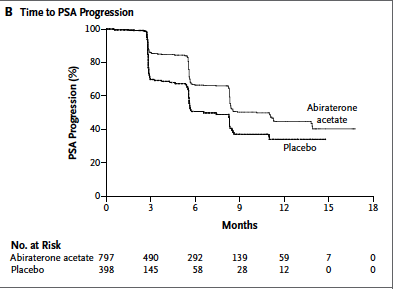 B Time to PSA Progression
PSA Progression (%)
100
80
60
40
20
0
Abiraterone
acetate
Placebo
0 3 6 9 12 15 18
Months
No. at Risk
Abiraterone acetate 797 490 292 139 59 7 0
Placebo 398 145 58 28 12 0 0